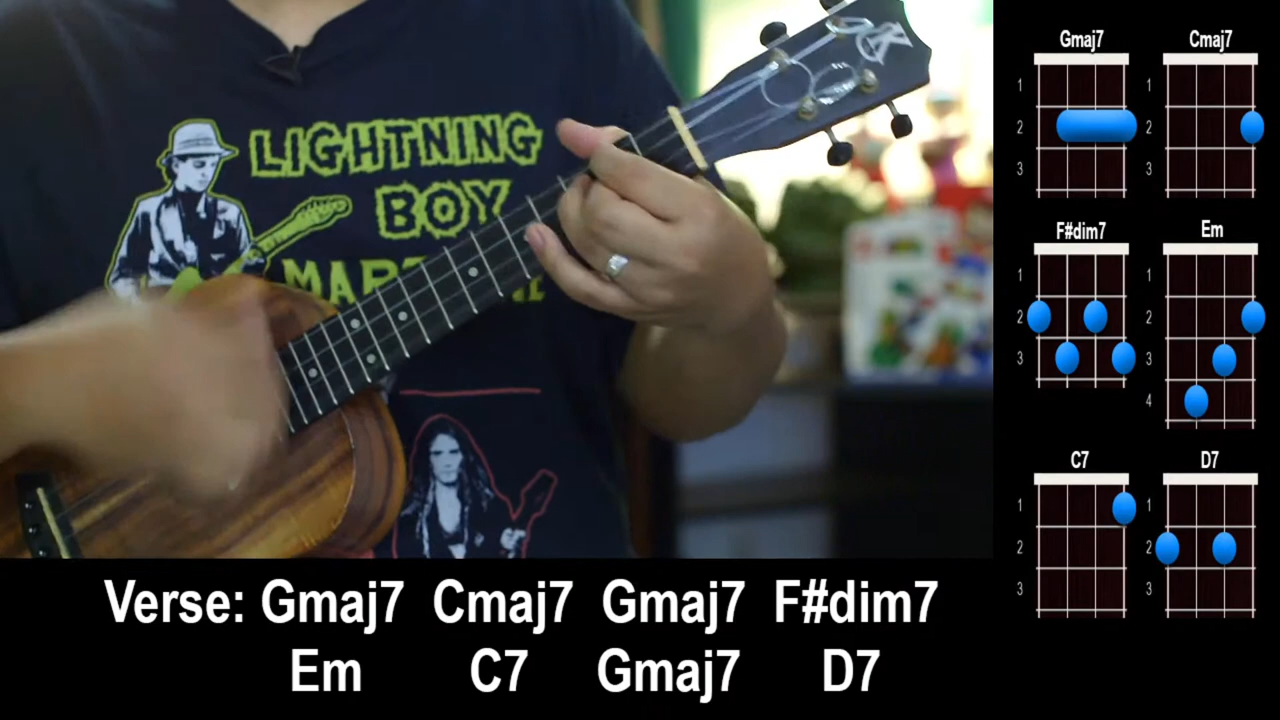 LIGHTNING
BOY
Gmaj7 Cmaj7
1 1
2 2
3 3
F#dim7 Em
1 1
2 2
3 3
4
C7 D7
1 1
2 2
3 3
Verse: Gmaj7 Cmaj7 Gmaj7 F#dim7
Em C7 Gmaj7 D7